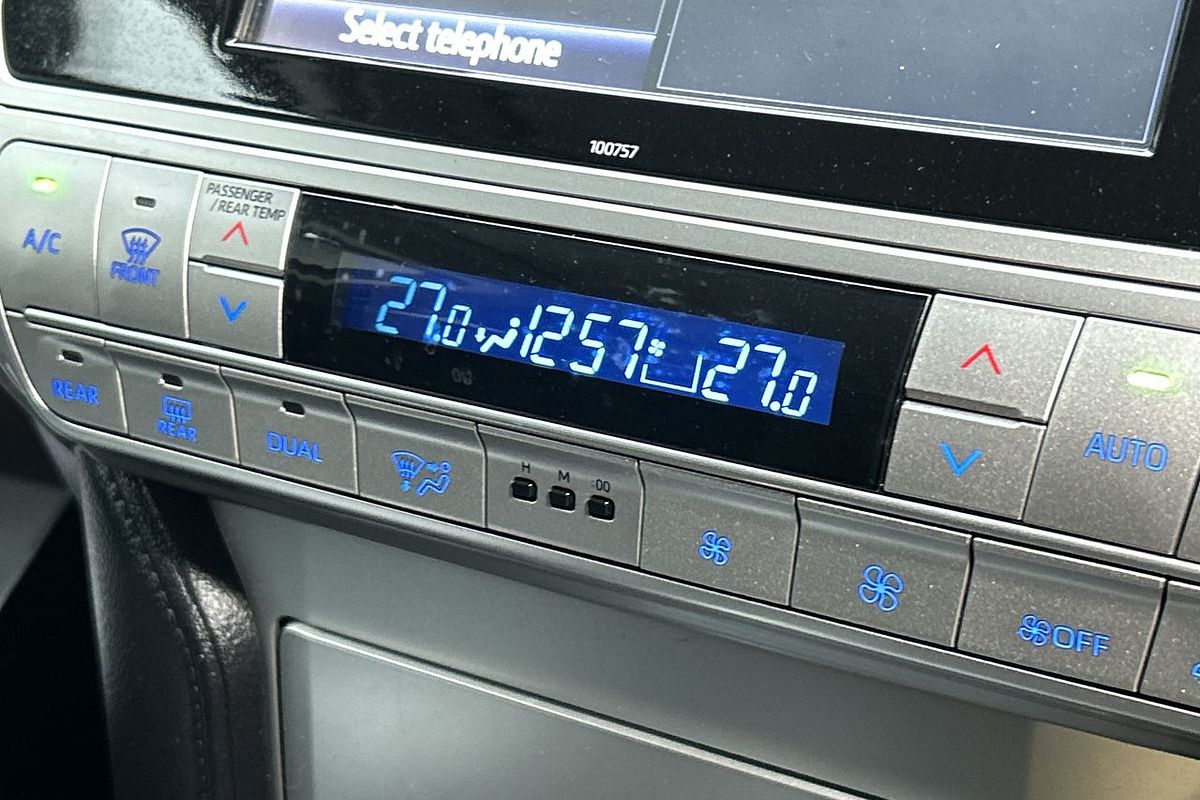 Select telephone
100757
A/C
FRONT
PASSENGER
/REAR TEMP
27.0 12:57 27.0
AUTO
REAR
REAR
DUAL
H M :00
OFF